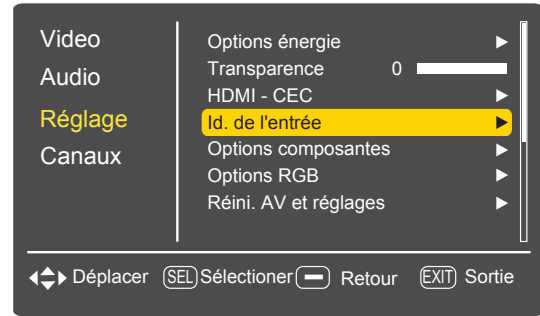 Video
Audio
Réglage
Canaux
Options énergie
Transparence 0
HDMI - CEC
Id. de l'entrée
Options composantes
Options RGB
Réini. AV et réglages
Déplacer SEL Sélectioner Retour EXIT Sortie